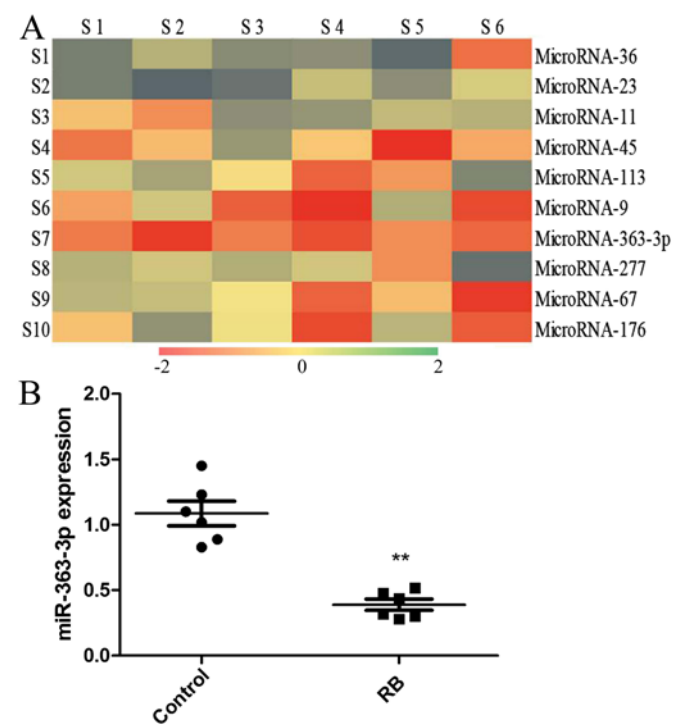 A
S 1 S 2 S 3 S 4 S 5 S 6
S1 MicroRNA-36
S2 MicroRNA-23
S3 MicroRNA-11
S4 MicroRNA-45
S5 MicroRNA-113
S6 MicroRNA-9
S7 MicroRNA-363-3p
S8 MicroRNA-277
S9 MicroRNA-67
S10 MicroRNA-176
-2 0 2
B
miR-363-3p expression
2.0
1.5
1.0
0.5
0.0
**
Control RB